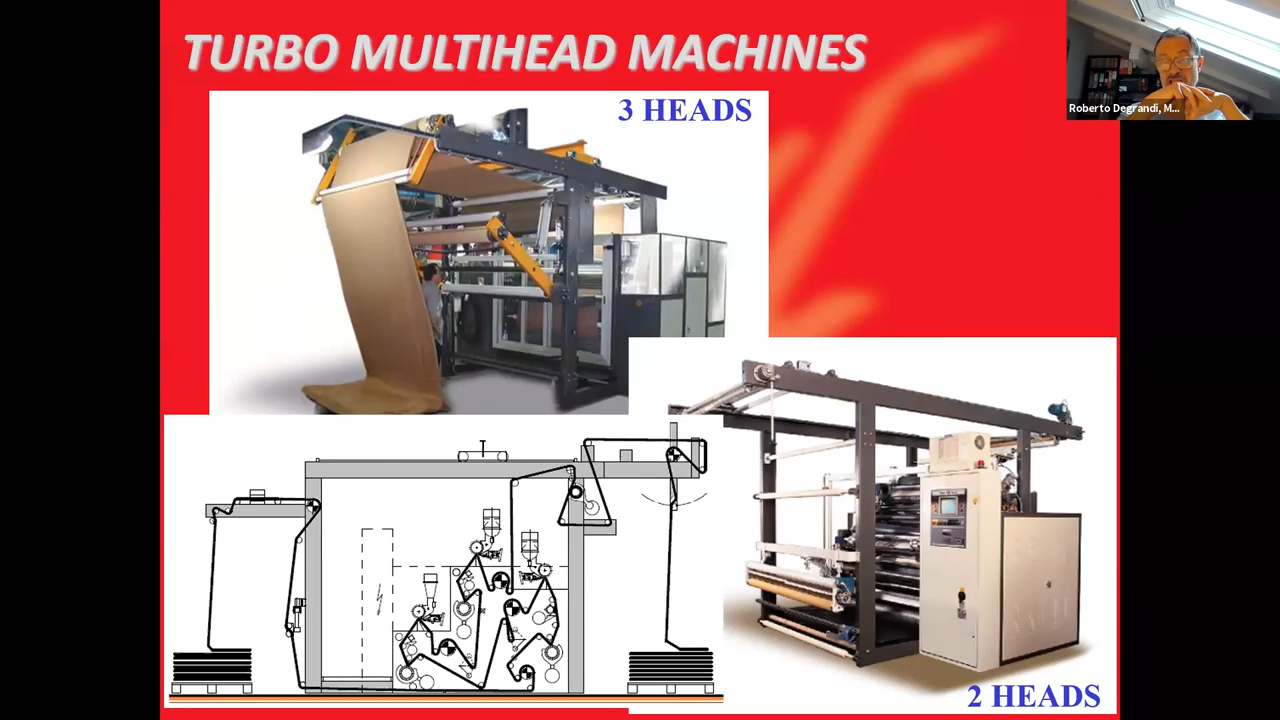 TURBO MULTIHEAD MACHINES
Roberto Degrandi, M...
3 HEADS
2 HEADS